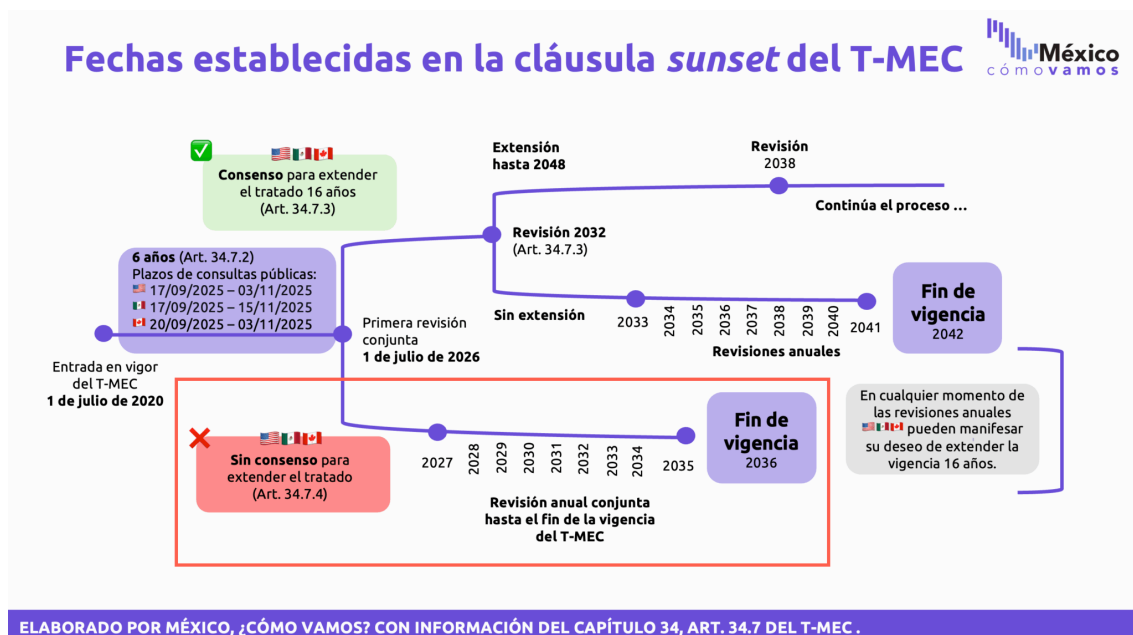 Fechas establecidas en la cláusula sunset del T-MEC
México
cómovamos
Consenso para extender
el tratado 16 años
(Art. 34.7.3)
6 años (Art. 34.7.2)
Plazos de consultas públicas:
17/09/2025 – 03/11/2025
17/09/2025 – 15/11/2025
20/09/2025 – 03/11/2025
Entrada en vigor
del T-MEC
1 de julio de 2020
Primera revisión
conjunta
1 de julio de 2026
Extensión
hasta 2048
Revisión
2038
Continúa el proceso ...
Revisión 2032
(Art. 34.7.3)
Sin extensión
2033
2034
2035
2036
2037
2038
2039
2040
2041
Revisiones anuales
Fin de
vigencia
2042
Sin consenso para
extender el tratado
(Art. 34.7.4)
2027
2028
2029
2030
2031
2032
2033
2034
2035
Revisión anual conjunta
hasta el fin de la vigencia
del T-MEC
Fin de
vigencia
2036
En cualquier momento de
las revisiones anuales
pueden manifesar
su deseo de extender la
vigencia 16 años.
ELABORADO POR MÉXICO, ¿CÓMO VAMOS? CON INFORMACIÓN DEL CAPÍTULO 34, ART. 34.7 DEL T-MEC .